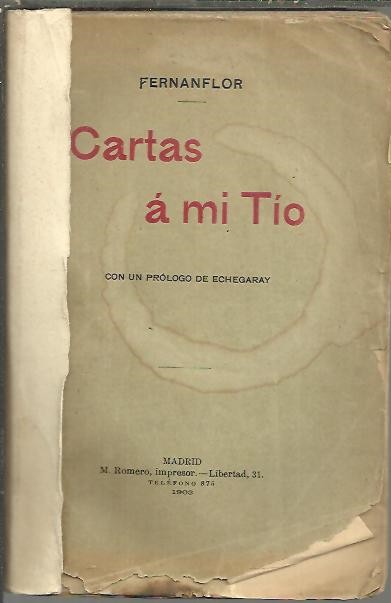 FERNANFLOR
Cartas
á mi Tío
CON UN PRÓLOGO DE ECHEGARAY
MADRID
M. Romero, impresor.—Libertad, 31.
TELÉFONO 875
1903